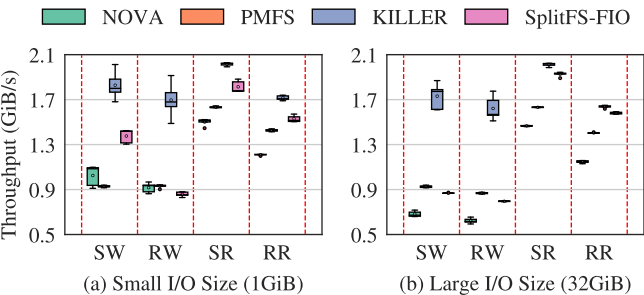 NOVA PMFS KILLER SplitFS-FIO
Throughput (GiB/s)
2.1
1.7
1.3
0.9
0.5
SW RW SR RR
(a) Small I/O Size (1GiB)
2.1
1.7
1.3
0.9
0.5
SW RW SR RR
(b) Large I/O Size (32GiB)